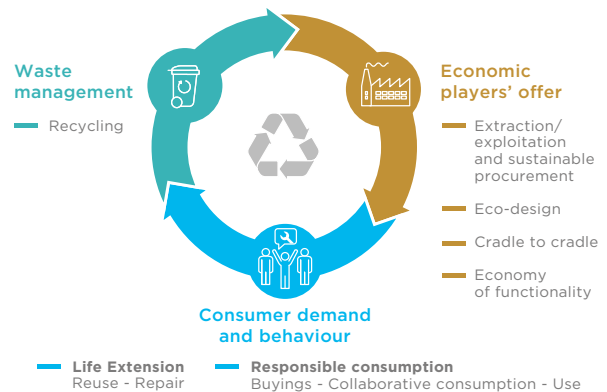 Waste
management
Recycling
Economic
players’ offer
Extraction/
exploitation
and sustainable
procurement
Eco-design
Cradle to cradle
Economy
of functionality
Consumer demand
and behaviour
Life Extension
Reuse - Repair
Responsible consumption
Buyings - Collaborative consumption - Use